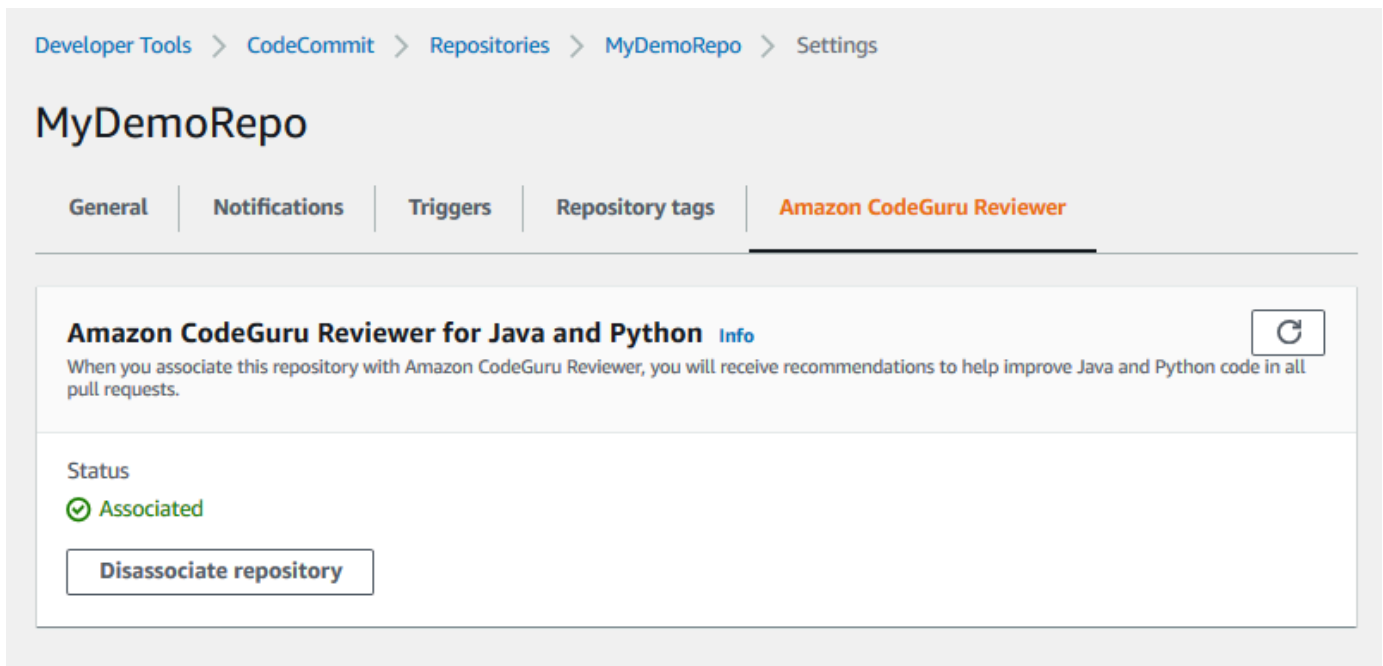 Developer Tools > CodeCommit > Repositories > MyDemoRepo > Settings
MyDemoRepo
General Notifications Triggers Repository tags Amazon CodeGuru Reviewer
Amazon CodeGuru Reviewer for Java and Python Info
When you associate this repository with Amazon CodeGuru Reviewer, you will receive recommendations to help improve Java and Python code in all
pull requests.
Status
Associated
Disassociate repository